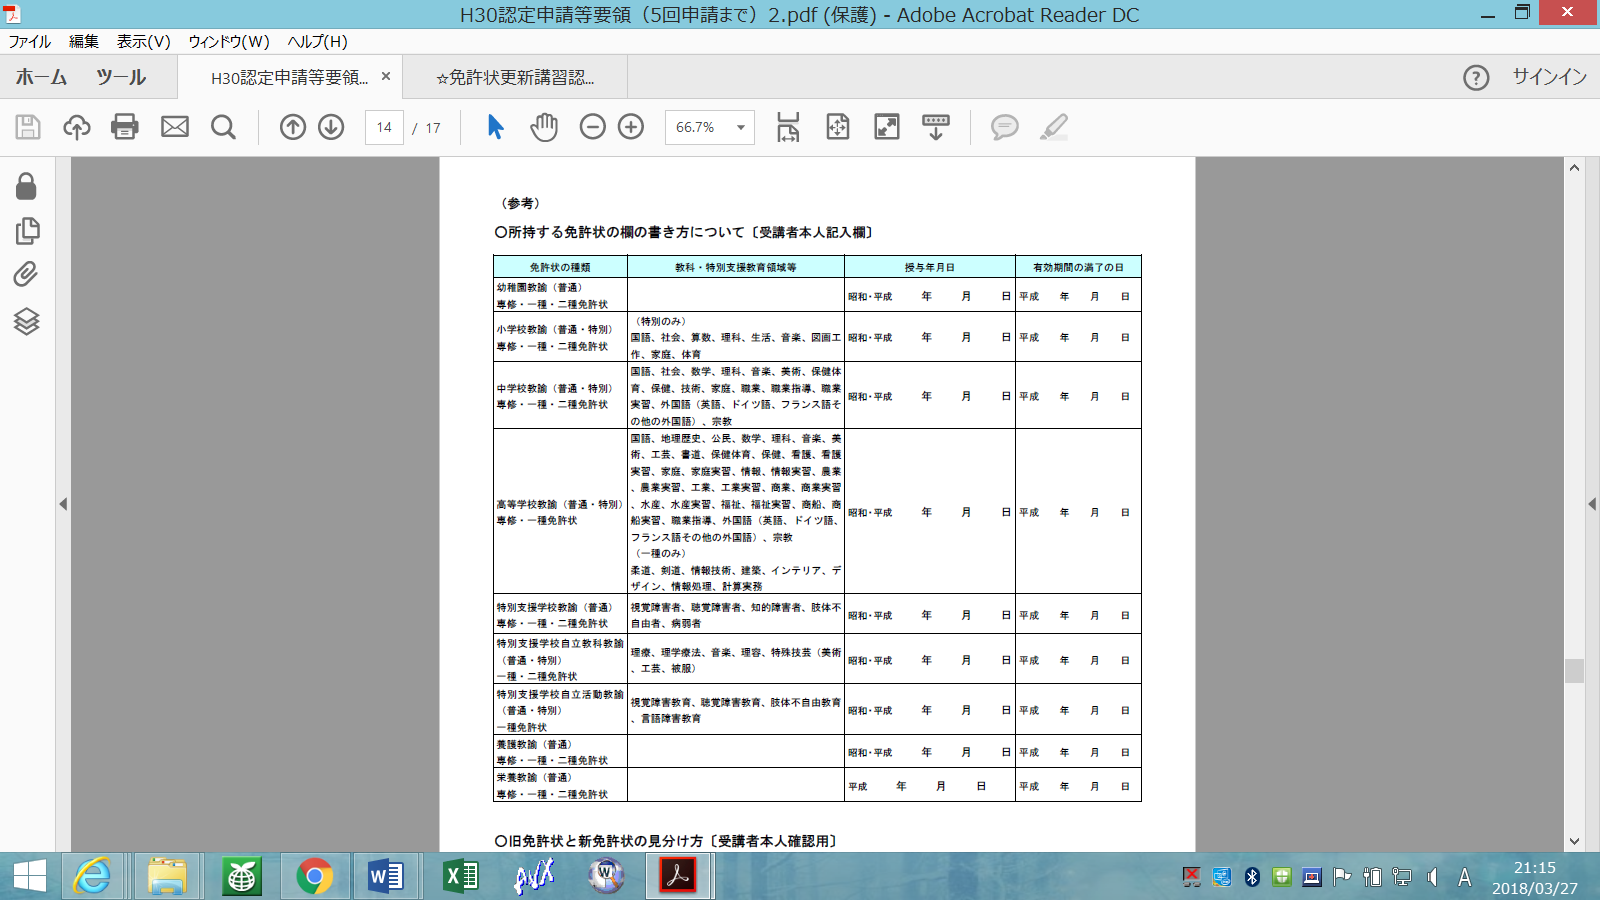 H30認定申請等要領（5回申請まで）2.pdf (保護) - Adobe Acrobat Reader DC
ファイル 編集 表示(V) ウィンドウ(W) ヘルプ(H)
ホーム ツール H30認定申請等要領... × ☆免許状更新講習認... ? サインイン
14 / 17 66.7%
（参考）
〇所持する免許状の欄の書き方について〔受講者本人記入欄〕
免許状の種類 教科・特別支援教育領域等 授与年月日 有効期間の満了の日
幼稚園教諭（普通）
専修・一種・二種免許状
昭和・平成 年 月 日 平成 年 月 日
小学校教諭（普通・特別）
専修・一種・二種免許状
（特別のみ）
国語、社会、算数、理科、生活、音楽、図画工
作、家庭、体育
昭和・平成 年 月 日 平成 年 月 日
中学校教諭（普通・特別）
専修・一種・二種免許状
国語、社会、数学、理科、音楽、美術、保健体
育、保健、技術、家庭、職業、職業指導、職業
実習、外国語（英語、ドイツ語、フランス語そ
の他の外国語）、宗教
昭和・平成 年 月 日 平成 年 月 日
高等学校教諭（普通・特別）
専修・一種免許状
国語、地理歴史、公民、数学、理科、音楽、美
術、工芸、書道、保健体育、保健、看護、看護
実習、家庭、家庭実習、情報、情報実習、農業
、農業実習、工業、工業実習、商業、商業実習
、水産、水産実習、福祉、福祉実習、商船、商
船実習、職業指導、外国語（英語、ドイツ語、
フランス語その他の外国語）、宗教
（一種のみ）
柔道、剣道、情報技術、建築、インテリア、デ
ザイン、情報処理、計算実務
昭和・平成 年 月 日 平成 年 月 日
特別支援学校教諭（普通）
専修・一種・二種免許状
視覚障害者、聴覚障害者、知的障害者、肢体不
自由者、病弱者
昭和・平成 年 月 日 平成 年 月 日
特別支援学校自立教科教諭
（普通・特別）
一種・二種免許状
理療、理学療法、音楽、理容、特殊技芸（美術
、工芸、被服）
昭和・平成 年 月 日 平成 年 月 日
特別支援学校自立活動教諭
（普通・特別）
一種免許状
視覚障害教育、聴覚障害教育、肢体不自由教育
、言語障害教育
昭和・平成 年 月 日 平成 年 月 日
養護教諭（普通）
専修・一種・二種免許状
昭和・平成 年 月 日 平成 年 月 日
栄養教諭（普通）
専修・一種・二種免許状
平成 年 月 日 平成 年 月 日
〇旧免許状と新免許状の見分け方〔受講者本人確認用〕
A
21:15
2018/03/27